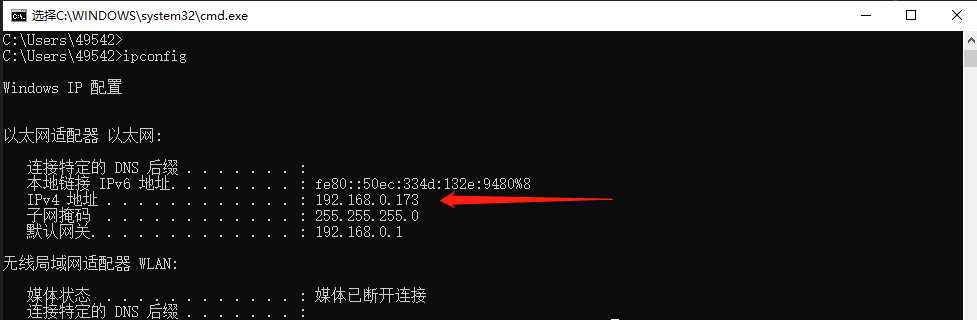 选择C:\WINDOWS\system32\cmd.exe
C:\Users\49542>
C:\Users\49542>ipconfig
Windows IP 配置
以太网适配器 以太网:
连接特定的 DNS 后缀 . . . . . . . :
本地链接 IPv6 地址. . . . . . . . : fe80::50ec:334d:132e:9480%8
IPv4 地址 . . . . . . . . . . . . : 192.168.0.173
子网掩码 . . . . . . . . . . . . : 255.255.255.0
默认网关. . . . . . . . . . . . . : 192.168.0.1
无线局域网适配器 WLAN:
媒体状态 . . . . . . . . . . . . : 媒体已断开连接
连接特定的 DNS 后缀 . . . . . . . :